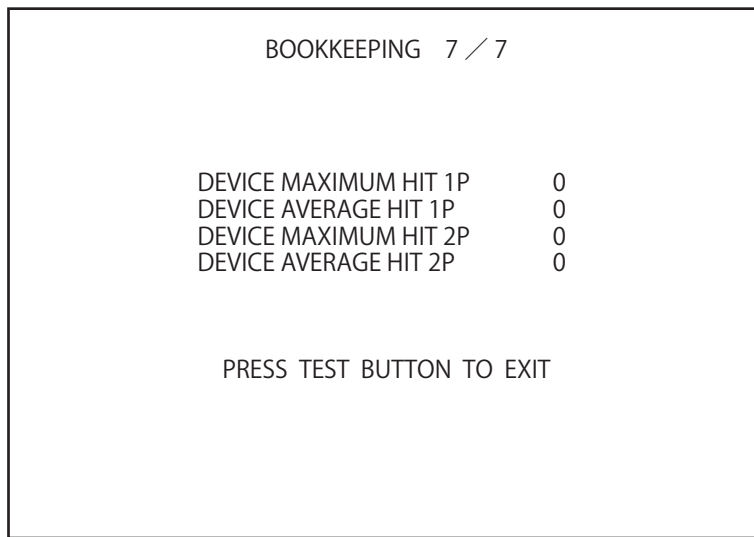 BOOKKEEPING 7／7
DEVICE MAXIMUM HIT 1P 0
DEVICE AVERAGE HIT 1P 0
DEVICE MAXIMUM HIT 2P 0
DEVICE AVERAGE HIT 2P 0
PRESS TEST BUTTON TO EXIT